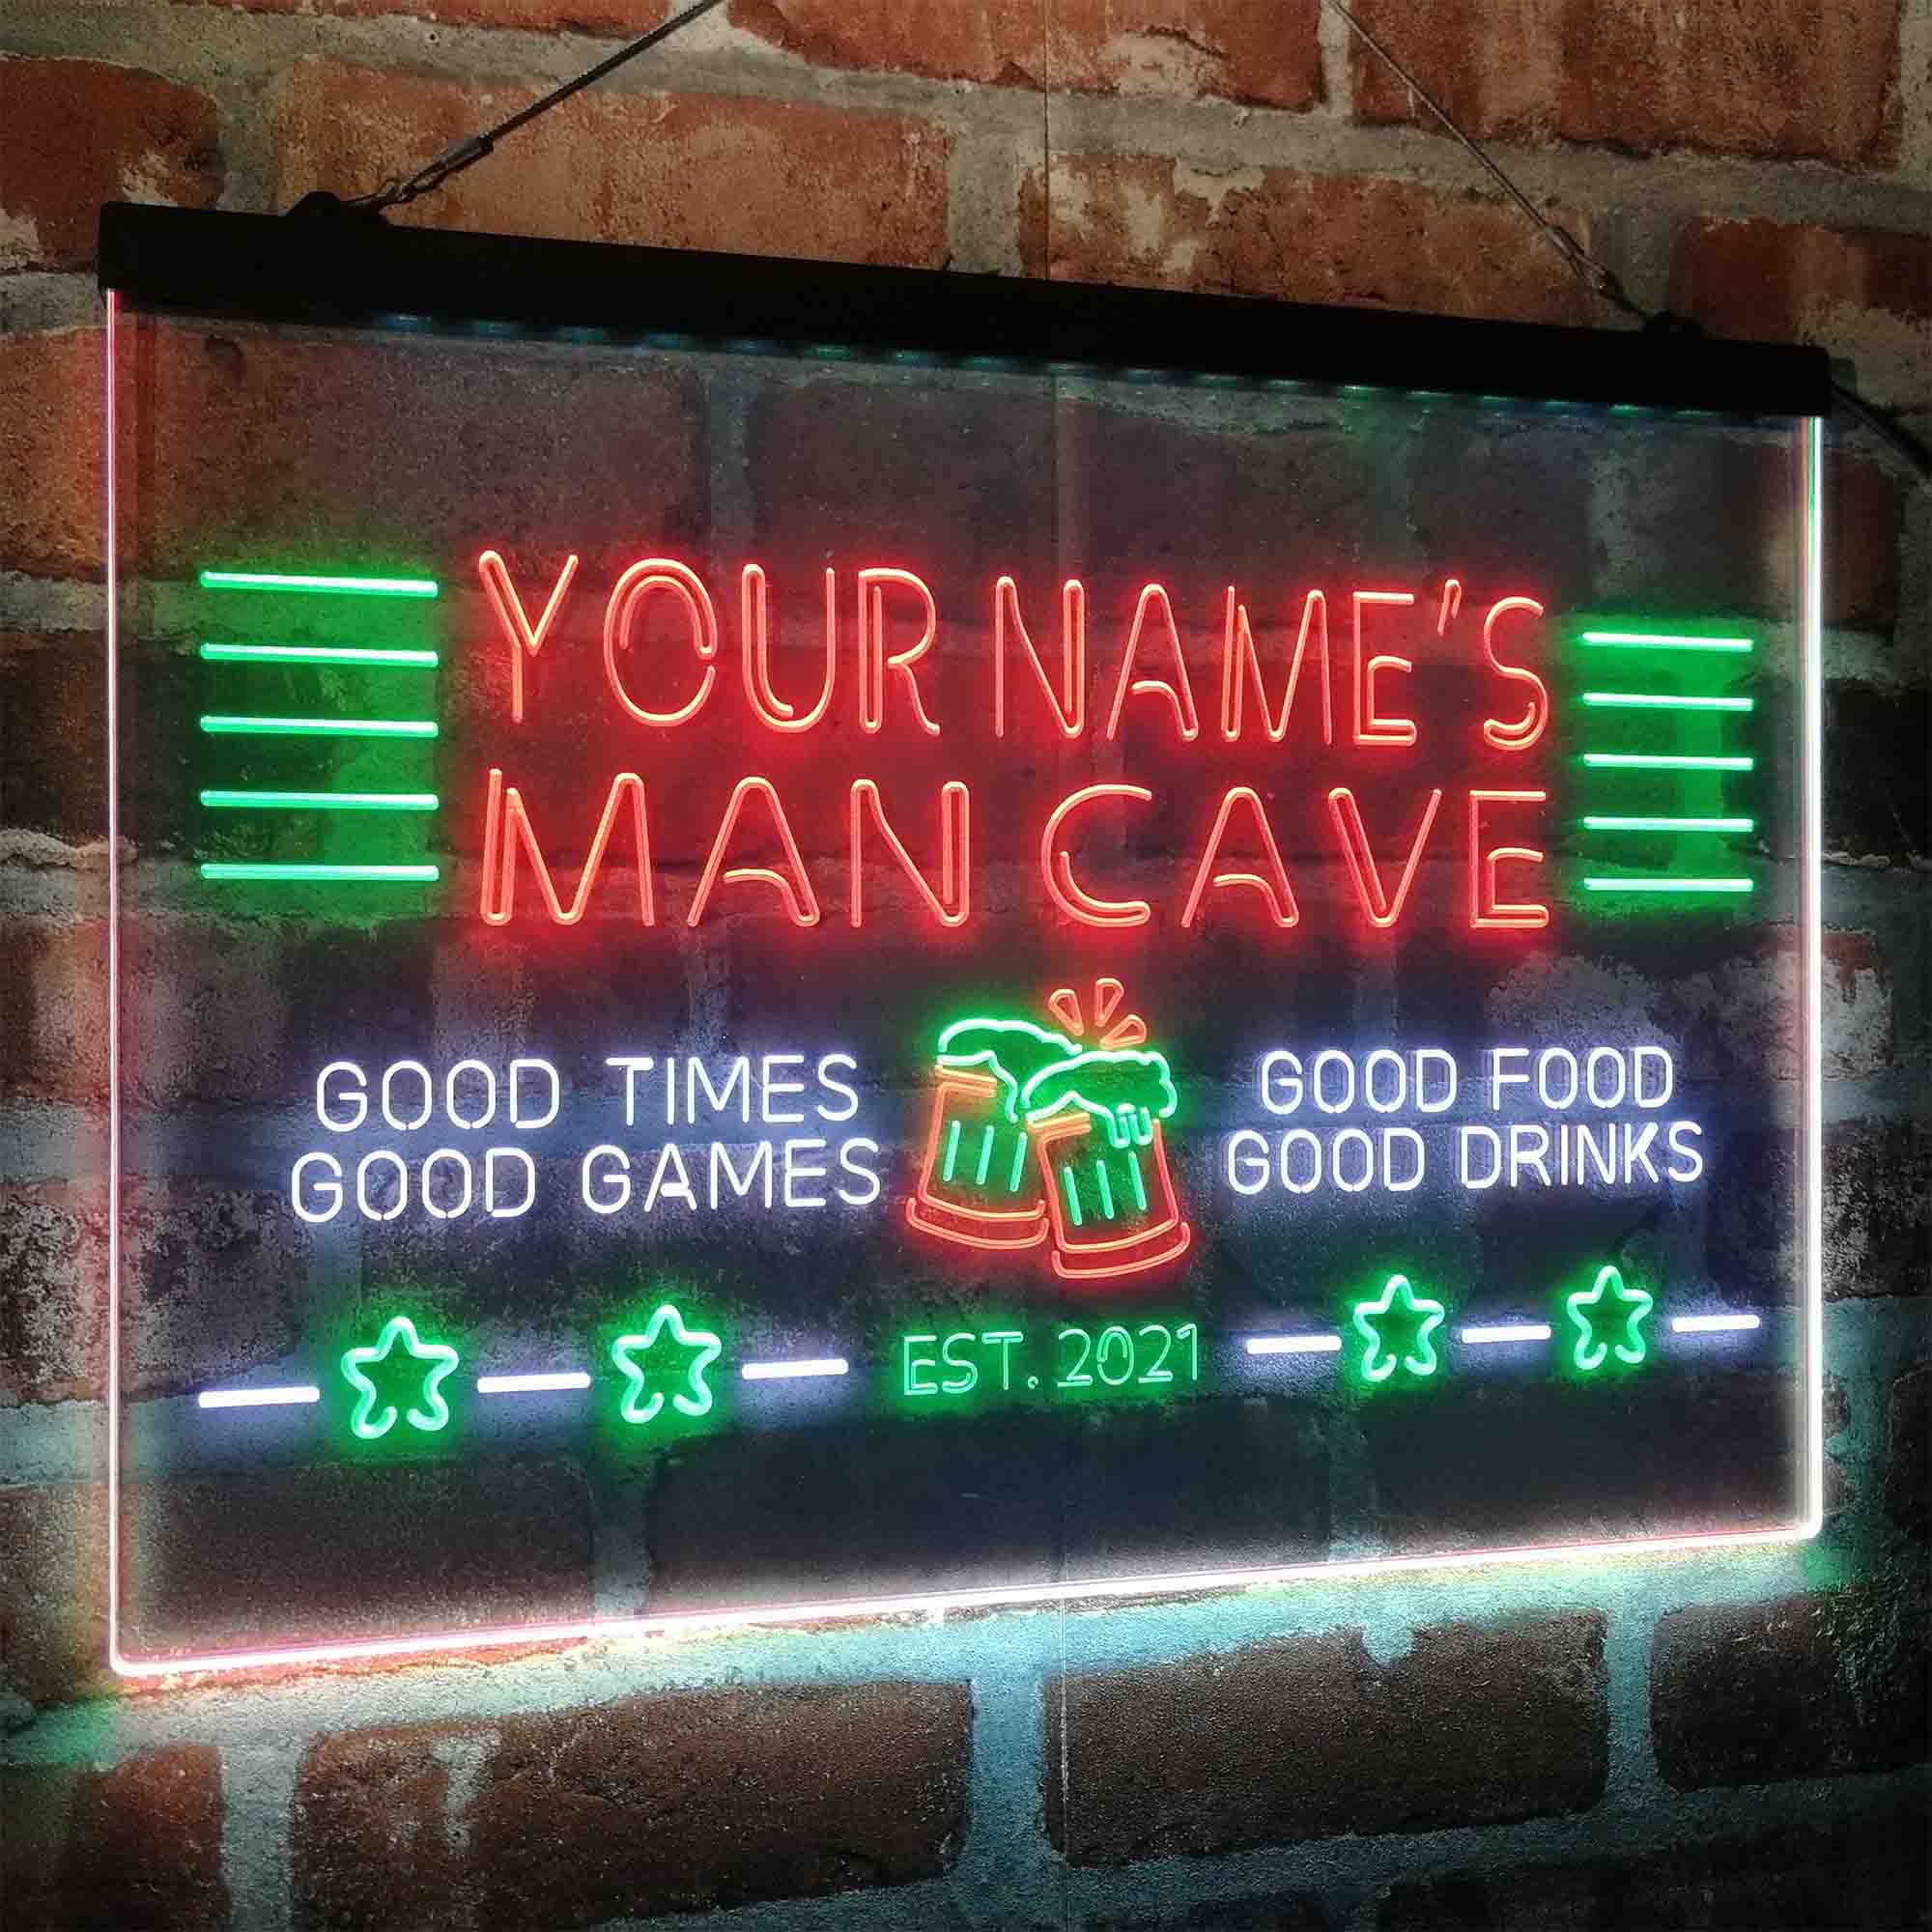 YOUR NAME'S
MAN CAVE
GOOD TIMES
GOOD GAMES
GOOD FOOD
GOOD DRINKS
EST. 2021